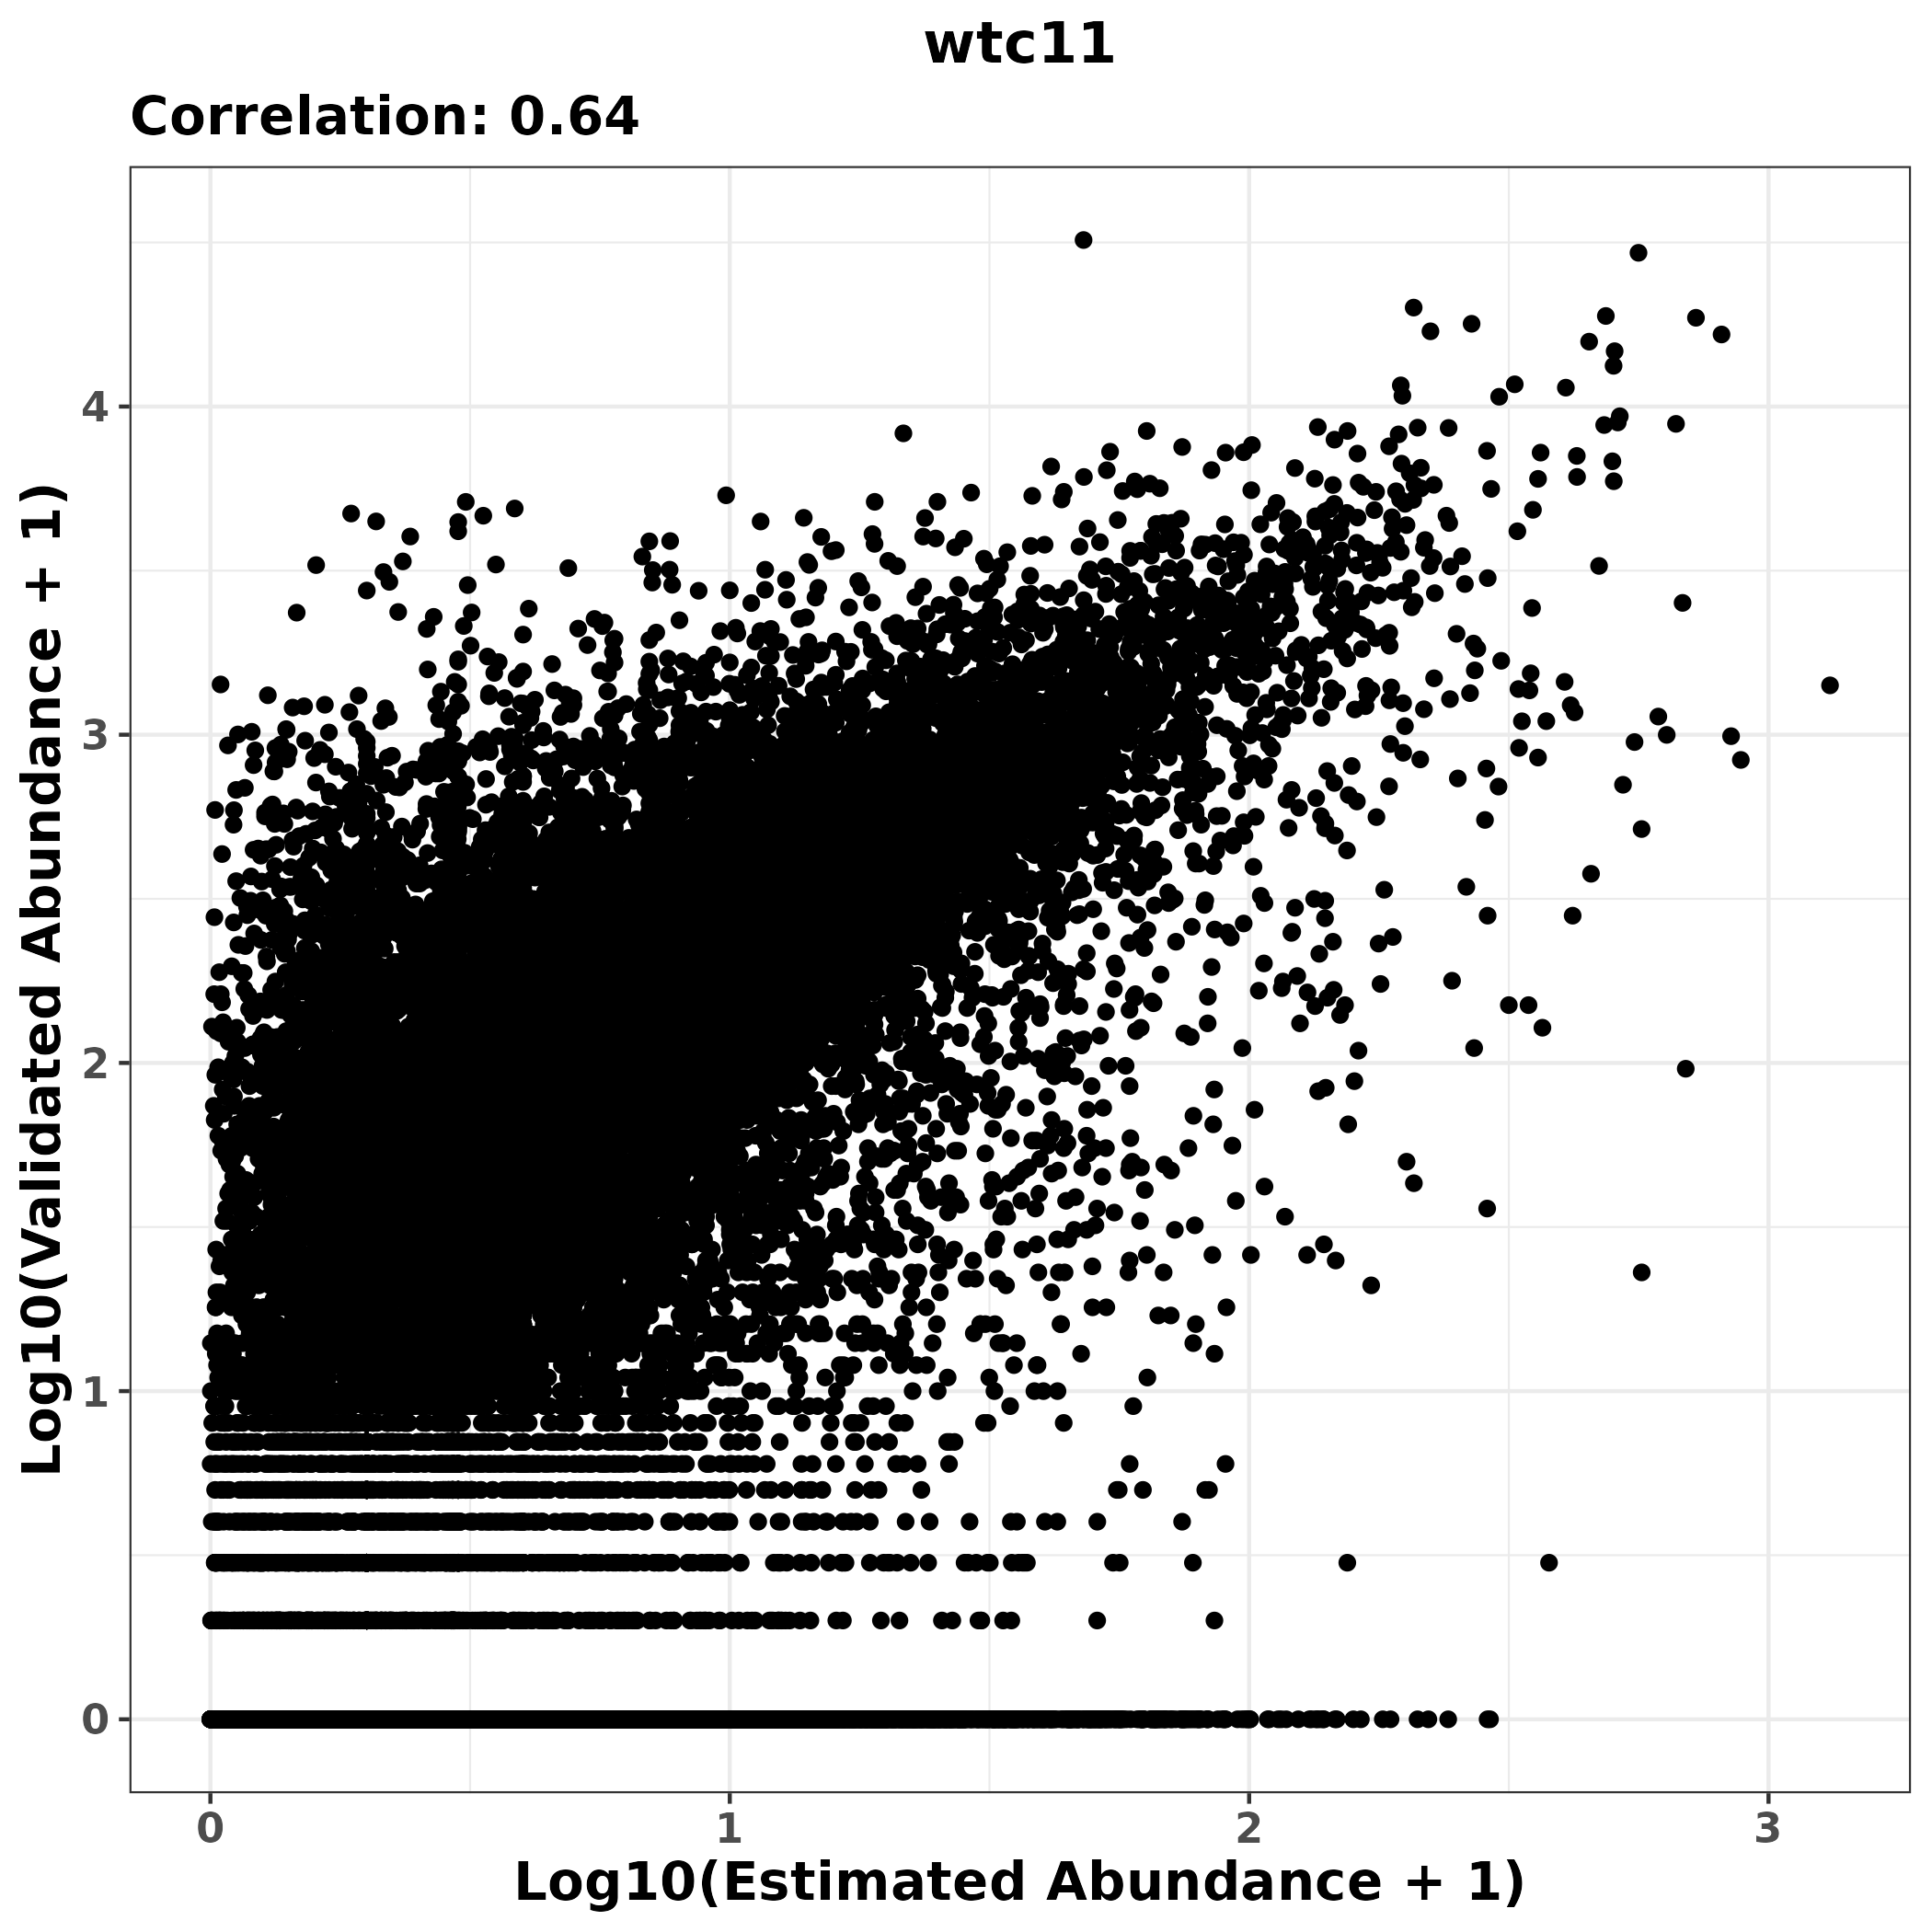 wtc11
Correlation: 0.64
Log10(Validated Abundance + 1)
4
3
2
1
0
0 1 2 3
Log10(Estimated Abundance + 1)